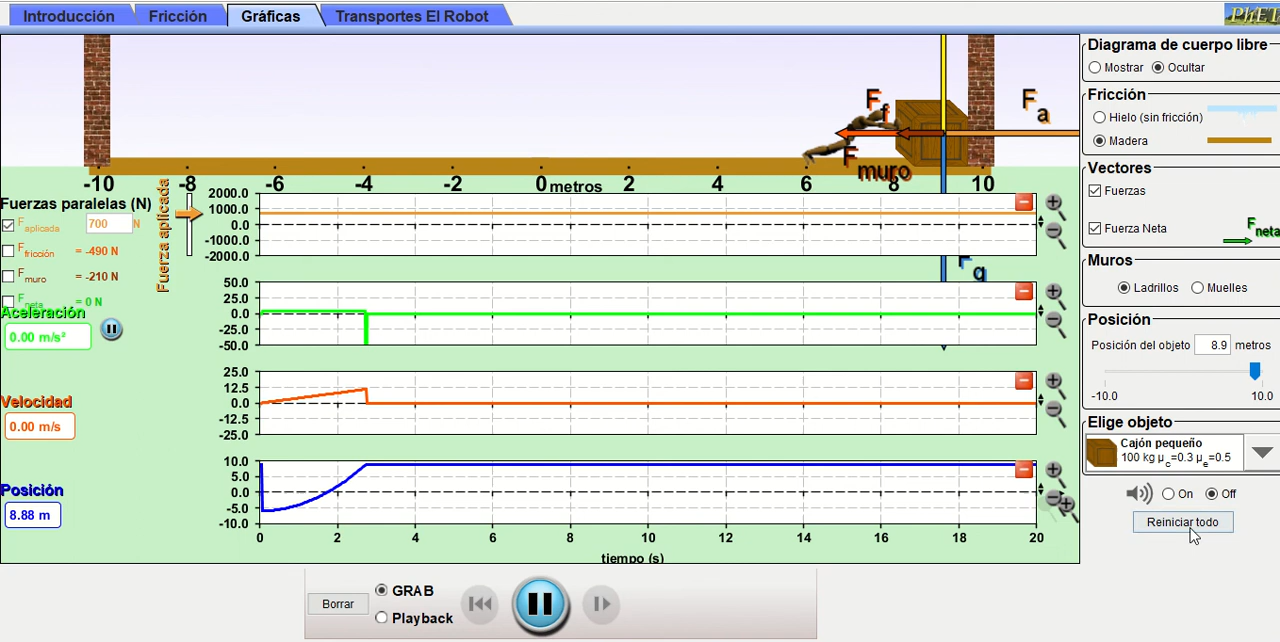 Introducción
Fricción
Gráficas
Transportes El Robot
PhET
Diagrama de cuerpo libre
Mostrar
Ocultar
Fricción
Hielo (sin fricción)
Madera
Vectores
Fuerzas
Fuerza Neta
Fneta
Muros
Ladrillos
Muelles
Posición
Posición del objeto 8.9 metros
-10.0 10.0
Elige objeto
Cajón pequeño
100 kg μc=0.3 μe=0.5
On
Off
Reiniciar todo
Ff
Fa
Fmuro
-10 -8 -6 -4 -2 0 metros 2 4 6 8 10
Fuerzas paralelas (N)
Faplicada 700 N
Ffricción = -490 N
Fmuro = -210 N
Fneta = 0 N
Fuerza aplicada
2000.0
1000.0
0.0
-1000.0
-2000.0
Fg
Aceleración
0.00 m/s²
50.0
25.0
0.0
-25.0
-50.0
Velocidad
0.00 m/s
25.0
12.5
0.0
-12.5
-25.0
Posición
8.88 m
10.0
5.0
0.0
-5.0
-10.0
0 2 4 6 8 10 12 14 16 18 20
tiempo (s)
Borrar
GRAB
Playback